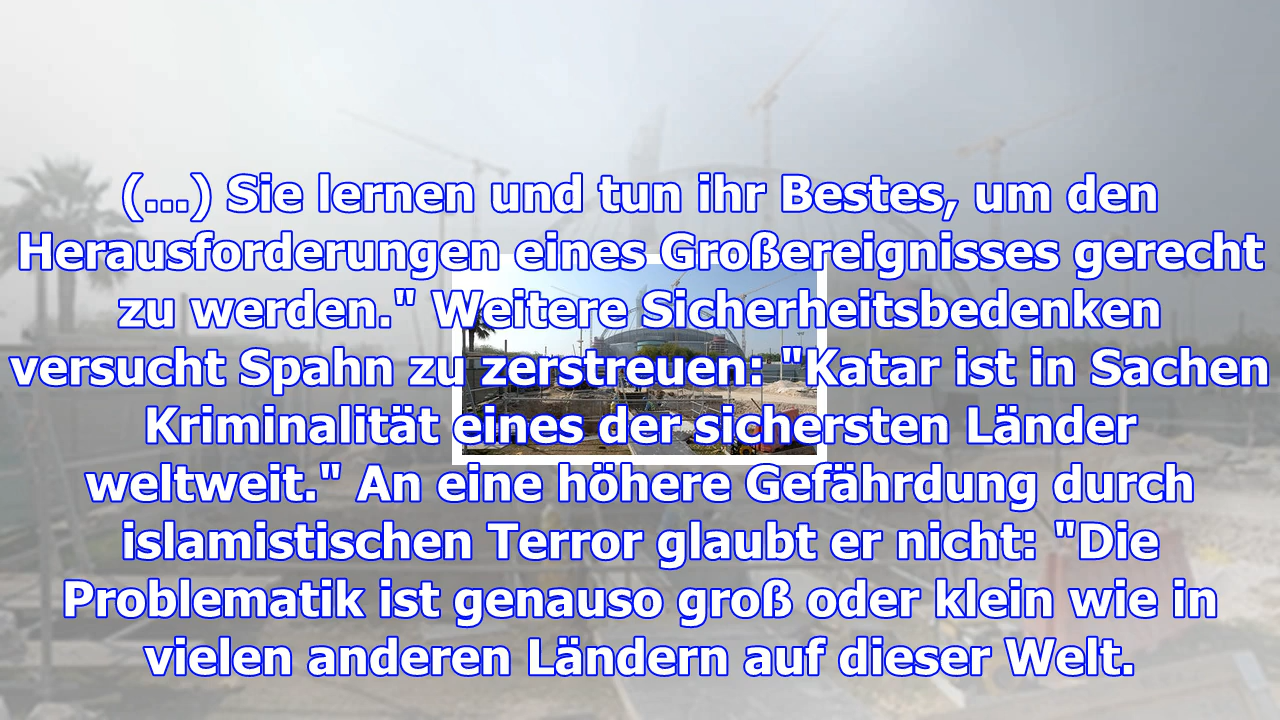 (...) Sie lernen und tun ihr Bestes, um den
Herausforderungen eines Großereignisses gerecht
zu werden." Weitere Sicherheitsbedenken
versucht Spahn zu zerstreuen: "Katar ist in Sachen
Kriminalität eines der sichersten Länder
weltweit." An eine höhere Gefährdung durch
islamistischen Terror glaubt er nicht: "Die
Problematik ist genauso groß oder klein wie in
vielen anderen Ländern auf dieser Welt.